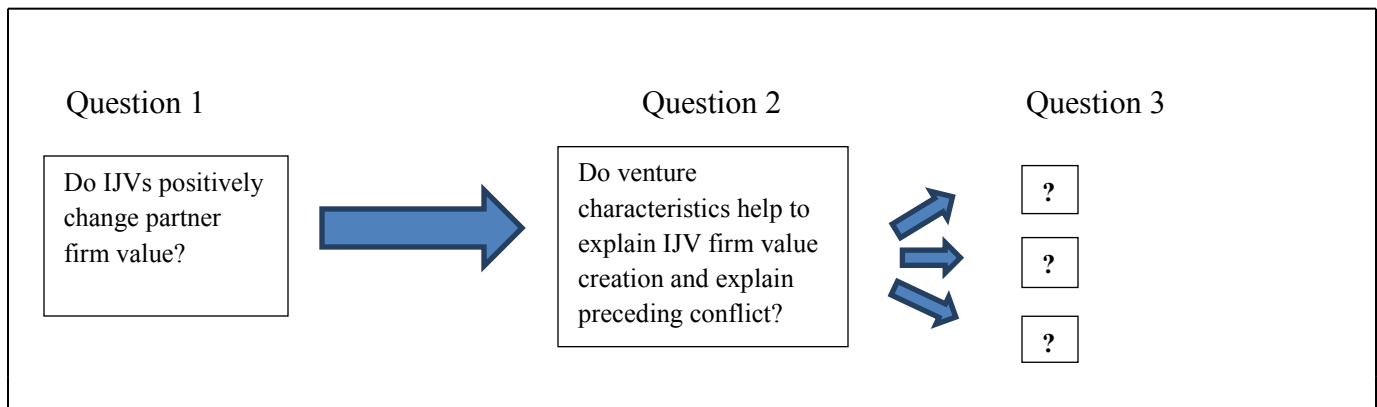 Question 1
Question 2
Question 3
Do IJVs positively
change partner
firm value?
Do venture
characteristics help to
explain IJV firm value
creation and explain
preceding conflict?
?
?
?